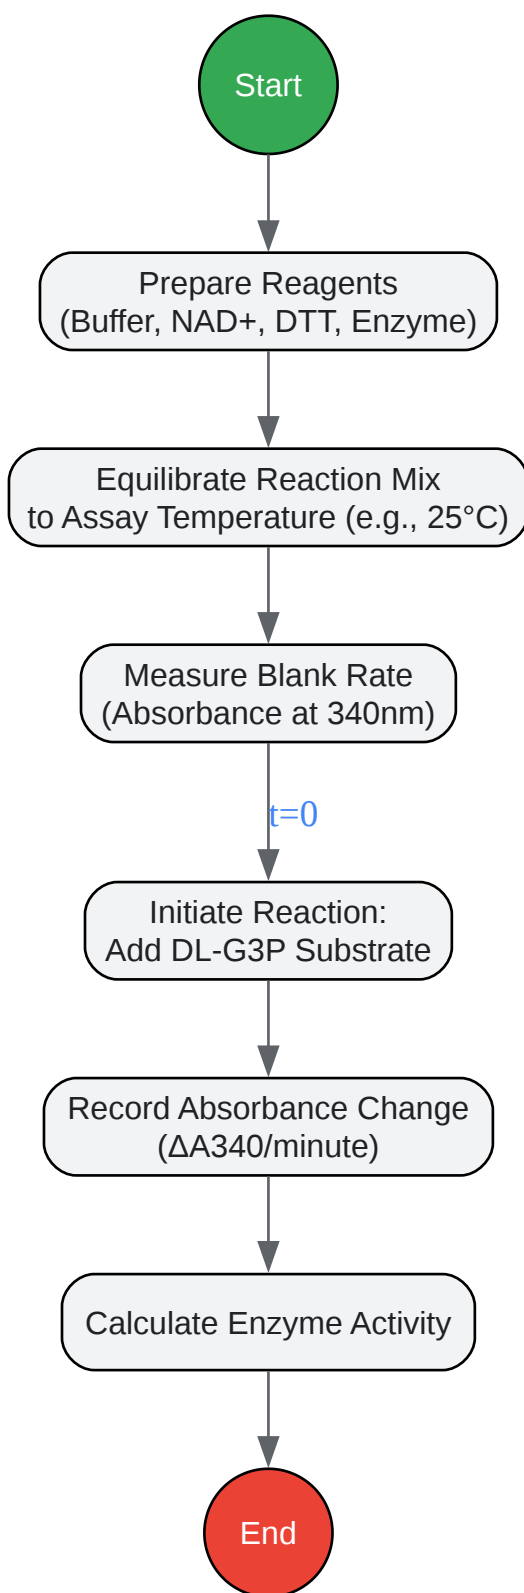 Start
Prepare Reagents
(Buffer, NAD+, DTT, Enzyme)
Equilibrate Reaction Mix
to Assay Temperature (e.g., 25°C)
Measure Blank Rate
(Absorbance at 340nm)
t=0
Initiate Reaction:
Add DL-G3P Substrate
Record Absorbance Change
(ΔA340/minute)
Calculate Enzyme Activity
End